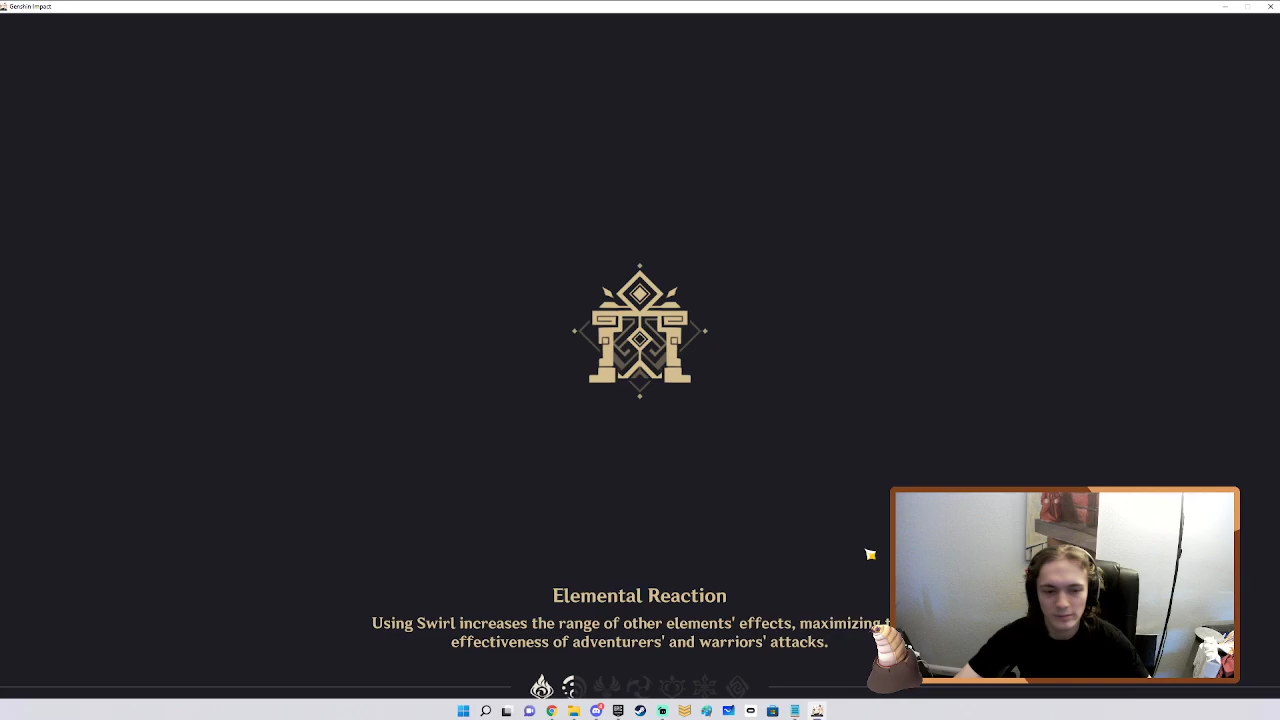 Genshin Impact
Elemental Reaction
Using Swirl increases the range of other elements' effects, maximizing
effectiveness of adventurers' and warriors' attacks.